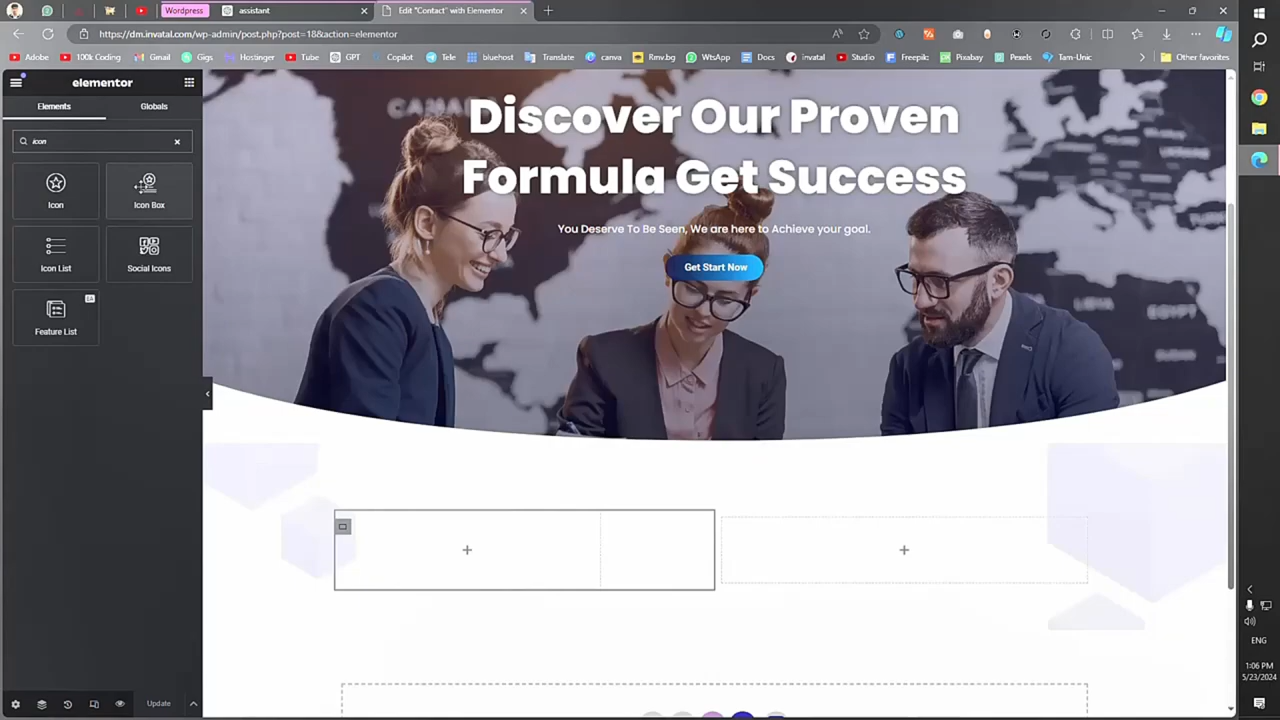 Wordpress
assistant
Edit "Contact" with Elementor
https://dm.invatal.com/wp-admin/post.php?post=18&action=elementor
Adobe
100k Coding
Gmail
Gigs
Hostinger
Tube
GPT
Copilot
Tele
bluehost
Translate
canva
Rmv.bg
WtsApp
Docs
invatal
Studio
Freepik:
Pixabay
Pexels
Tam-Unic
Other favorites
elementor
Elements
Globals
icon
Icon
Icon Box
Icon List
Social Icons
Feature List
Discover Our Proven
Formula Get Success
You Deserve To Be Seen, We are here to Achieve your goal.
Get Start Now
Update
ENG
1:06 PM
5/23/2024